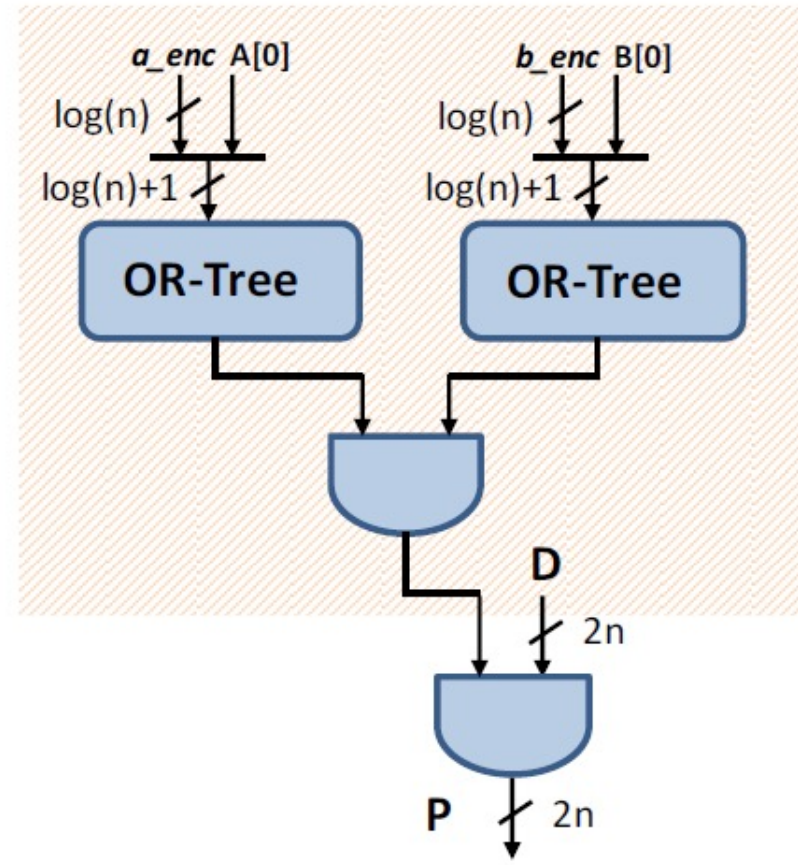 a_enc A[0]
b_enc B[0]
log(n)
log(n)
log(n)+1
log(n)+1
OR-Tree
OR-Tree
D
2n
P
2n